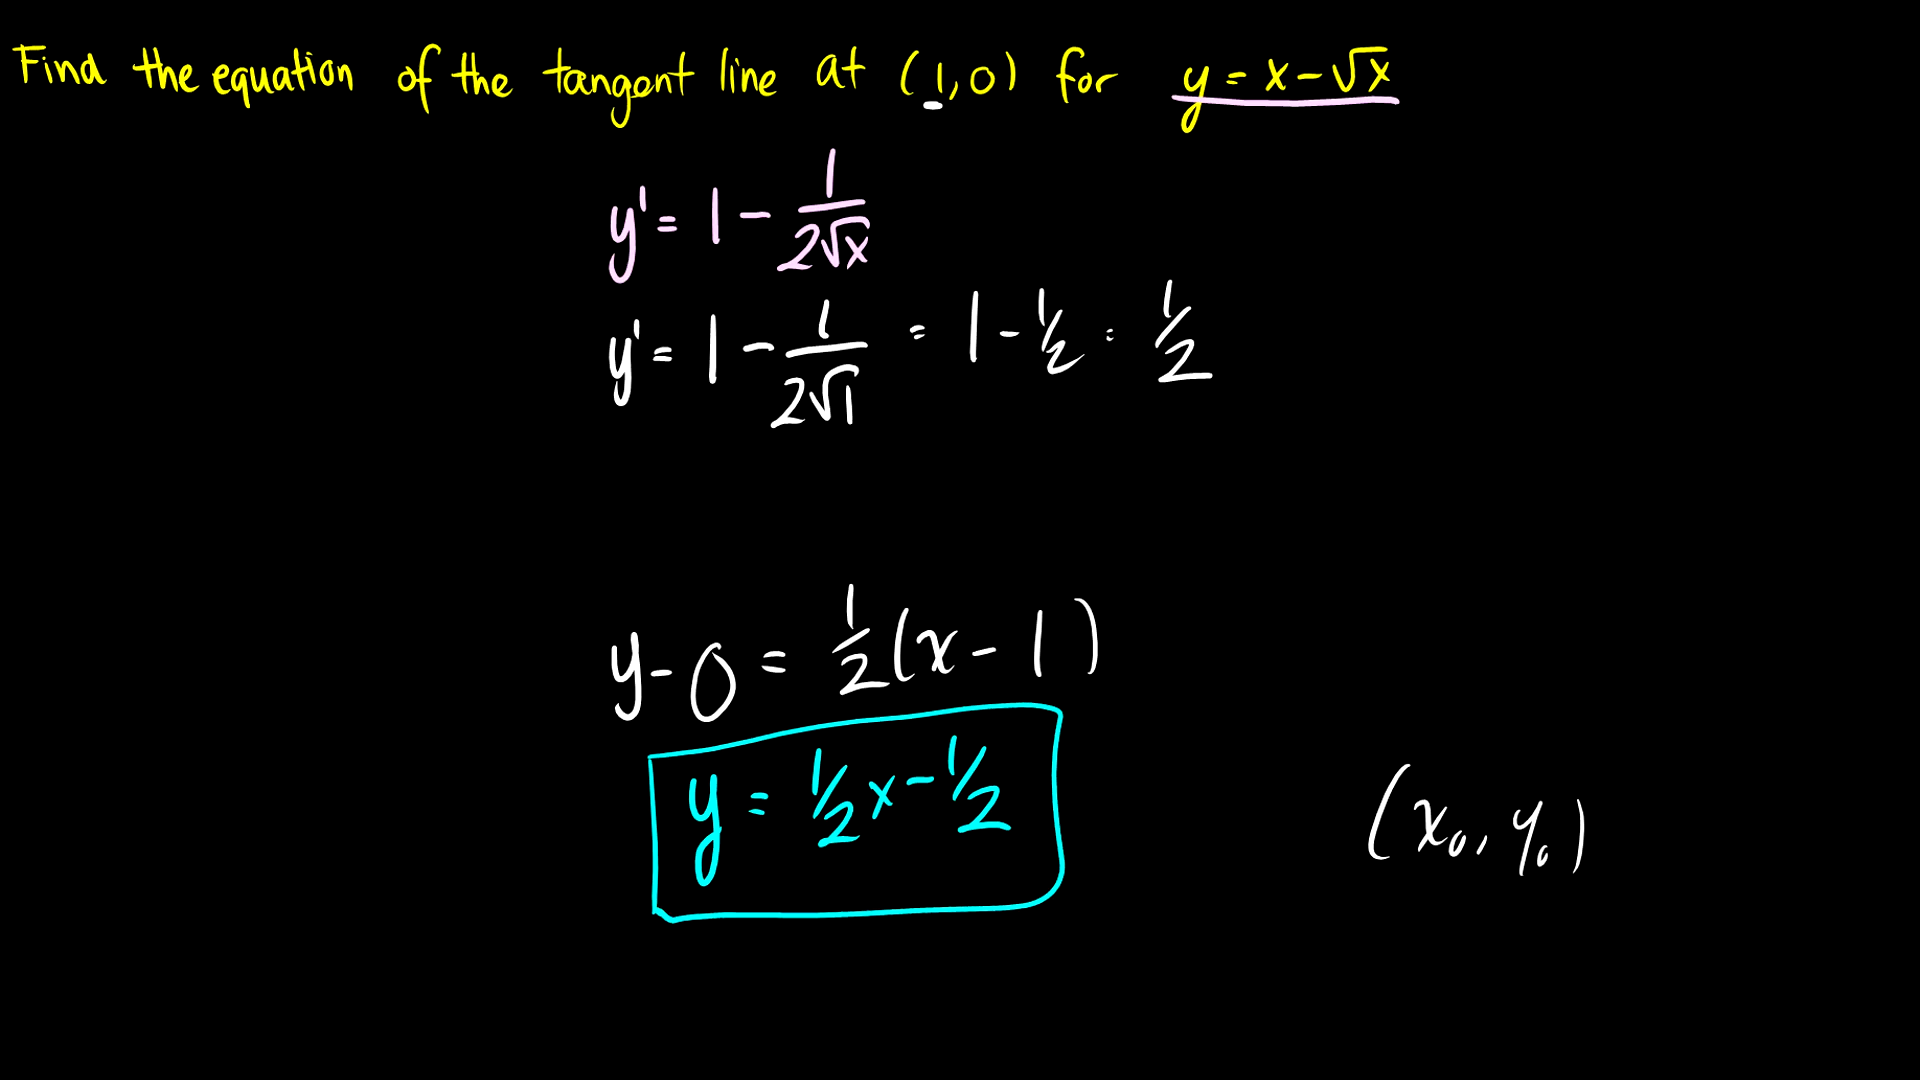 Find the equation of the tangent line at (1,0) for y = x - √x
y' = 1 - 1/(2√x)
y' = 1 - 1/(2√1) = 1 - 1/2 = 1/2
y - 0 = 1/2 (x - 1)
y = 1/2 x - 1/2
(x₀, y₀)